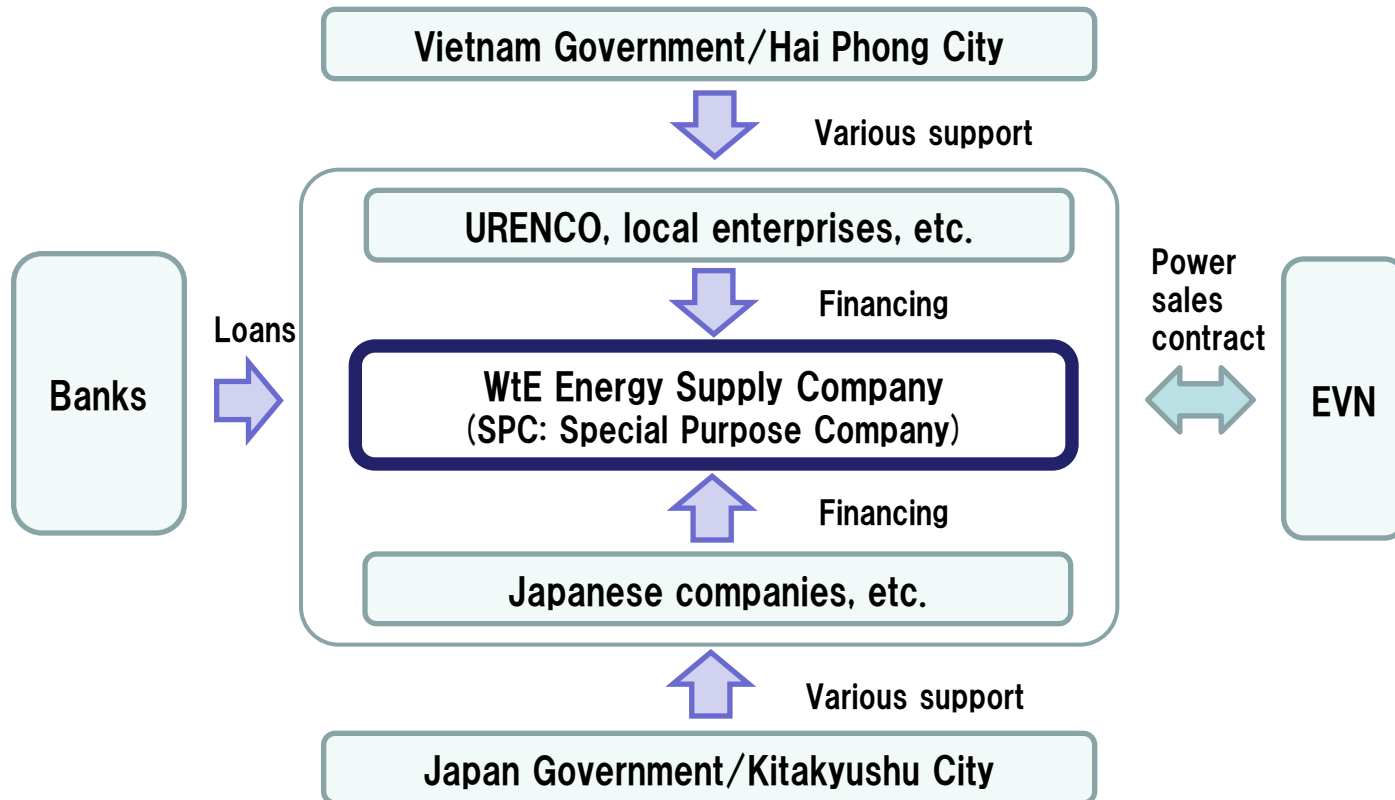 Vietnam Government/Hai Phong City
Various support
URENCO, local enterprises, etc.
Financing
Power
sales
contract
Loans
Banks
WtE Energy Supply Company
(SPC: Special Purpose Company)
EVN
Financing
Japanese companies, etc.
Various support
Japan Government/Kitakyushu City